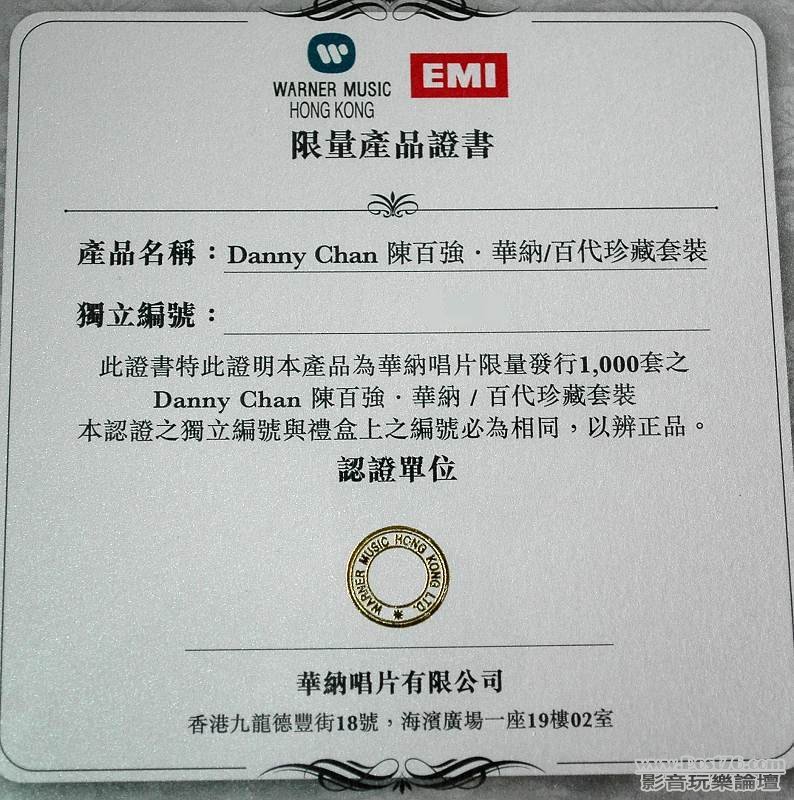 WARNER MUSIC
HONG KONG
EMI
限量產品證書
產品名稱：Danny Chan 陳百強．華納/百代珍藏套裝
獨立編號：
此證書特此證明本產品為華納唱片限量發行1,000套之
Danny Chan 陳百強．華納 / 百代珍藏套裝
本認證之獨立編號與禮盒上之編號必為相同，以辨正品。
認證單位
WARNER MUSIC HONG KONG LTD.
華納唱片有限公司
香港九龍德豐街18號，海濱廣場一座19樓02室
www.Post76.com
影音玩樂論壇